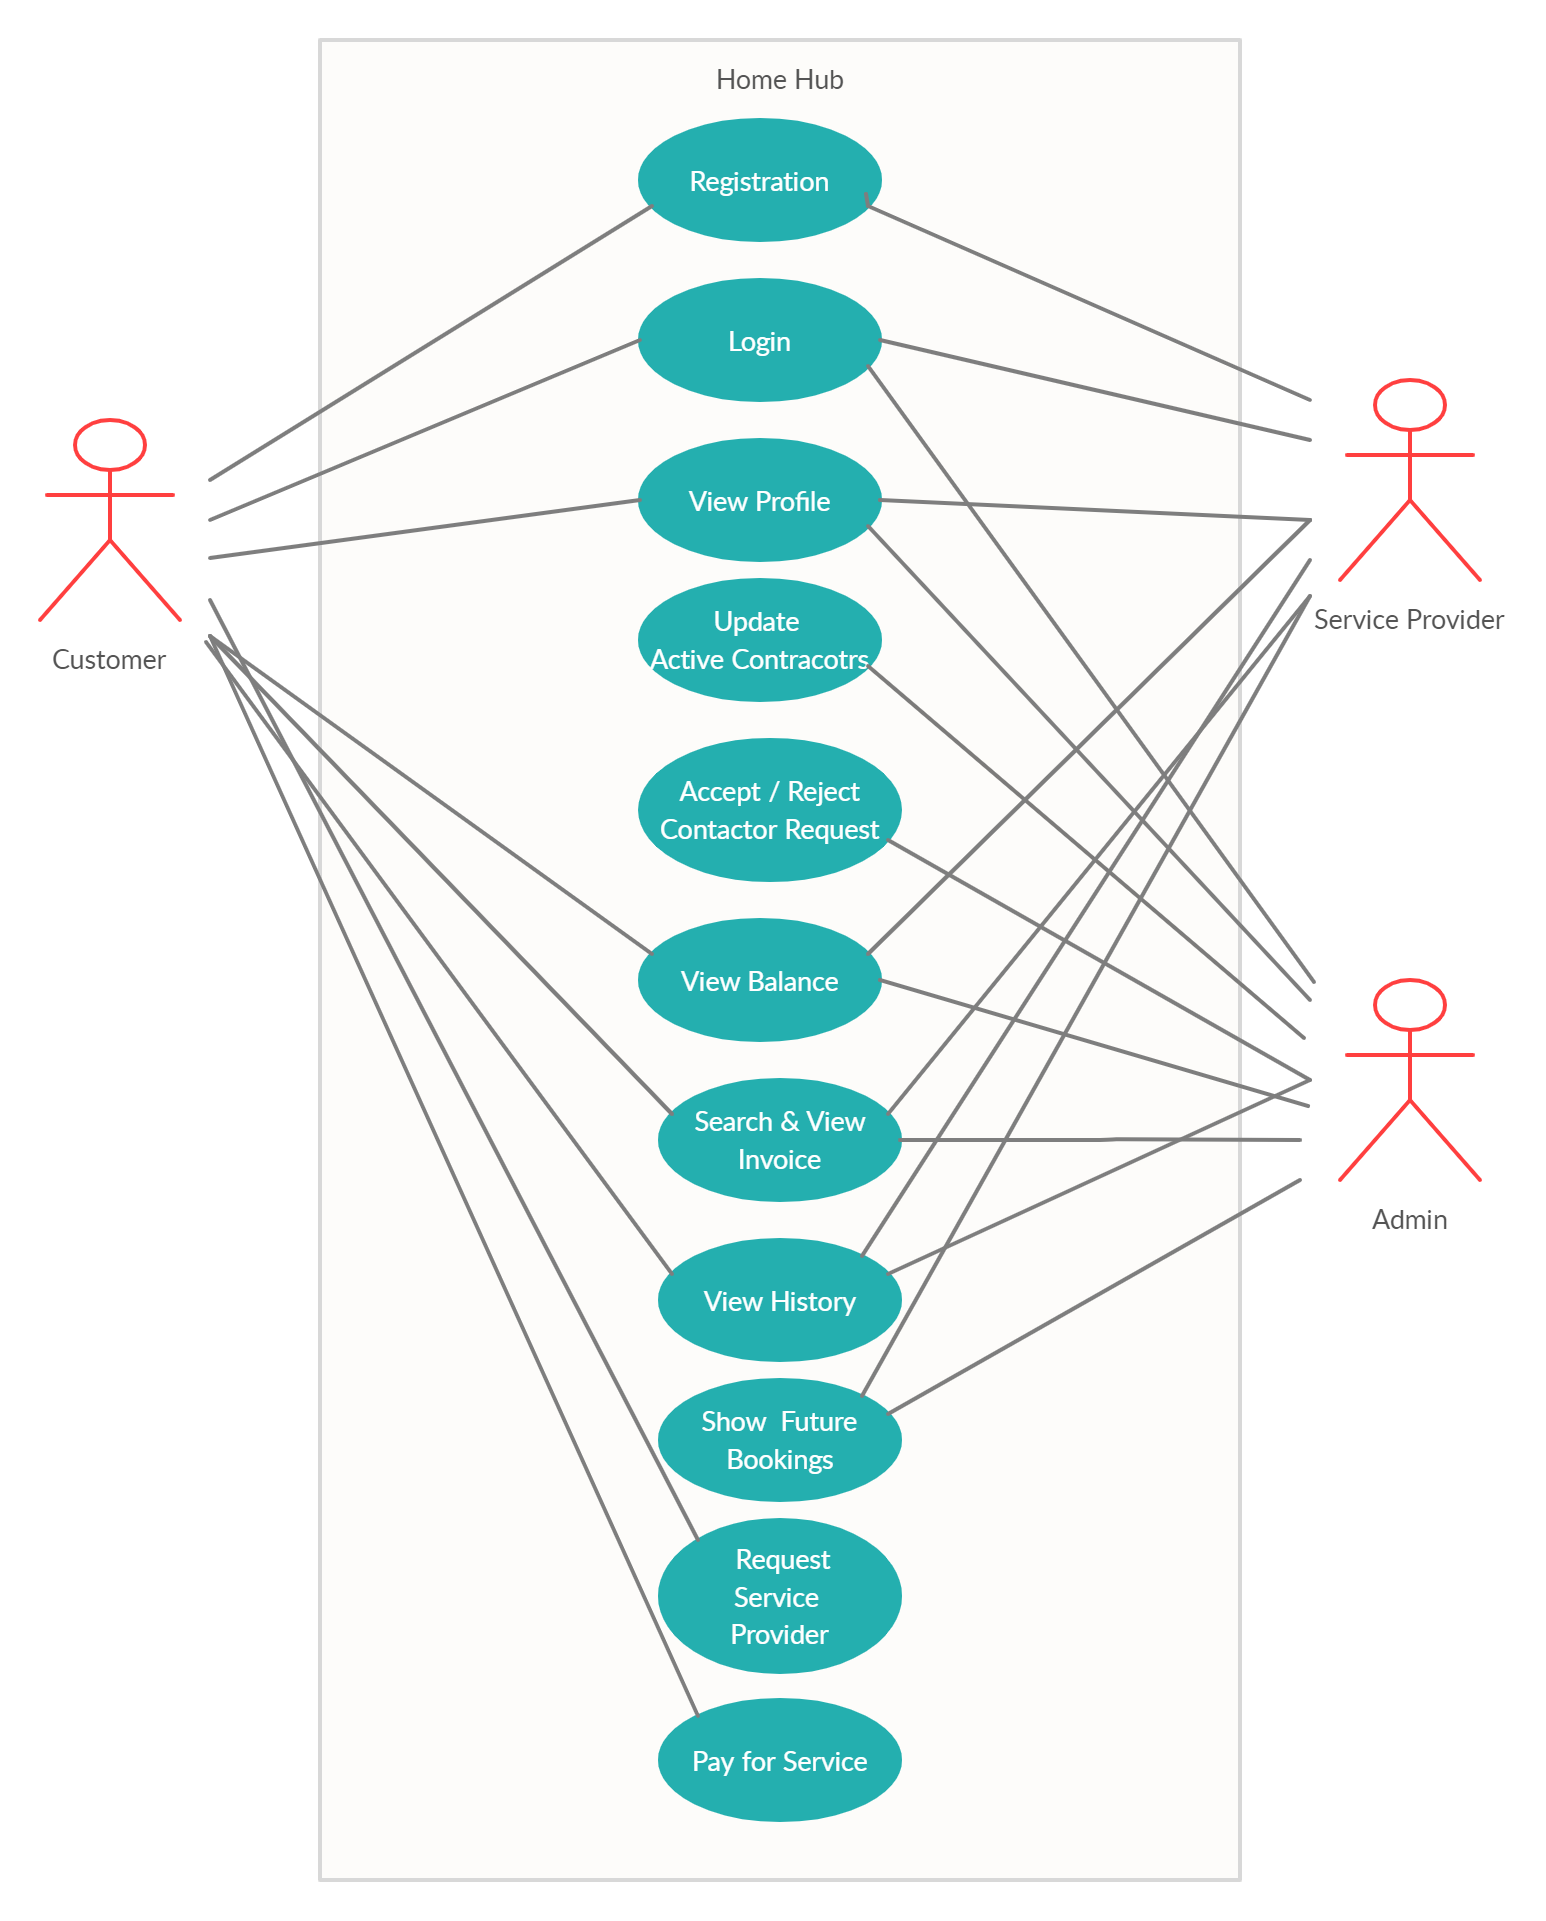 Home Hub
Registration
Login
View Profile
Update
Active Contracotrs
Accept / Reject
Contactor Request
View Balance
Search & View
Invoice
View History
Show  Future
Bookings
Request
Service
Provider
Pay for Service
Customer
Service Provider
Admin